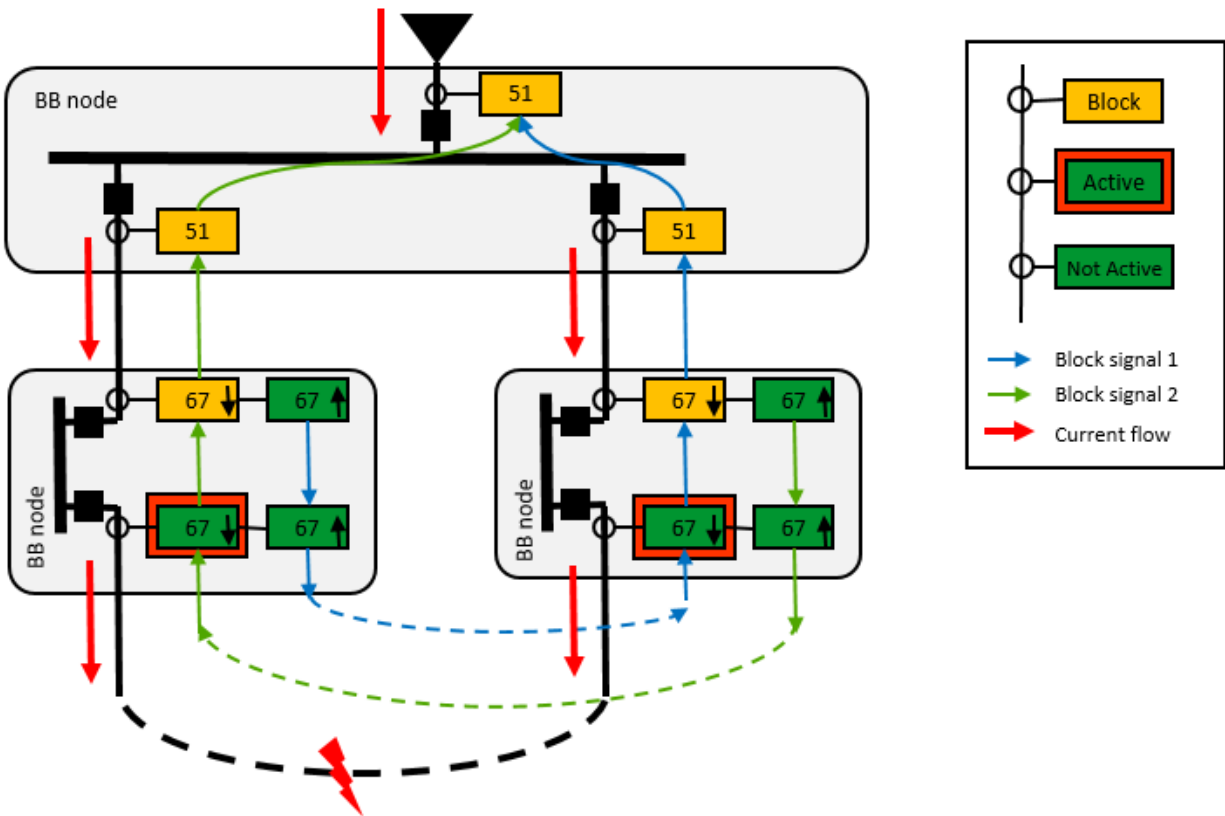 BB node
51
51
51
67
67
67
67
BB node
67
67
67
67
BB node
Block
Active
Not Active
Block signal 1
Block signal 2
Current flow